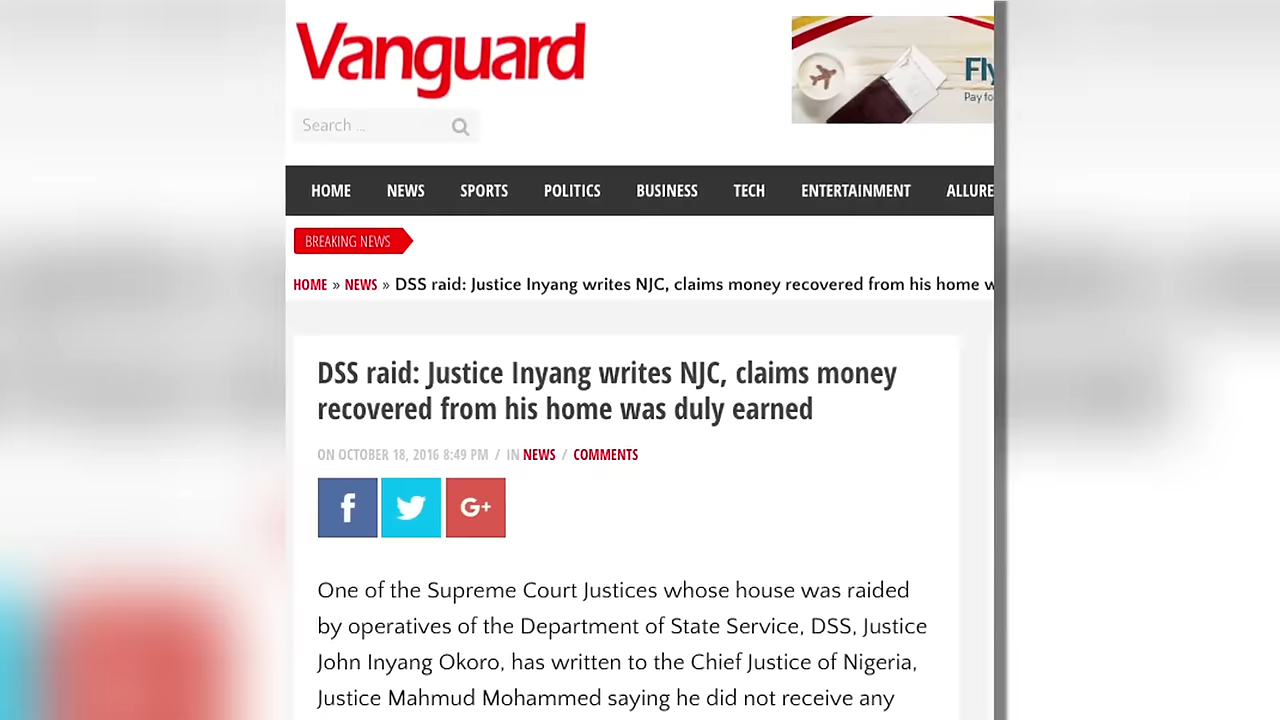 Vanguard
Fly
Pay fo
Search ...
HOME NEWS SPORTS POLITICS BUSINESS TECH ENTERTAINMENT ALLURE
BREAKING NEWS
HOME » NEWS » DSS raid: Justice Inyang writes NJC, claims money recovered from his home w
DSS raid: Justice Inyang writes NJC, claims money
recovered from his home was duly earned
ON OCTOBER 18, 2016 8:49 PM / IN NEWS / COMMENTS
f
G+
One of the Supreme Court Justices whose house was raided
by operatives of the Department of State Service, DSS, Justice
John Inyang Okoro, has written to the Chief Justice of Nigeria,
Justice Mahmud Mohammed saying he did not receive any